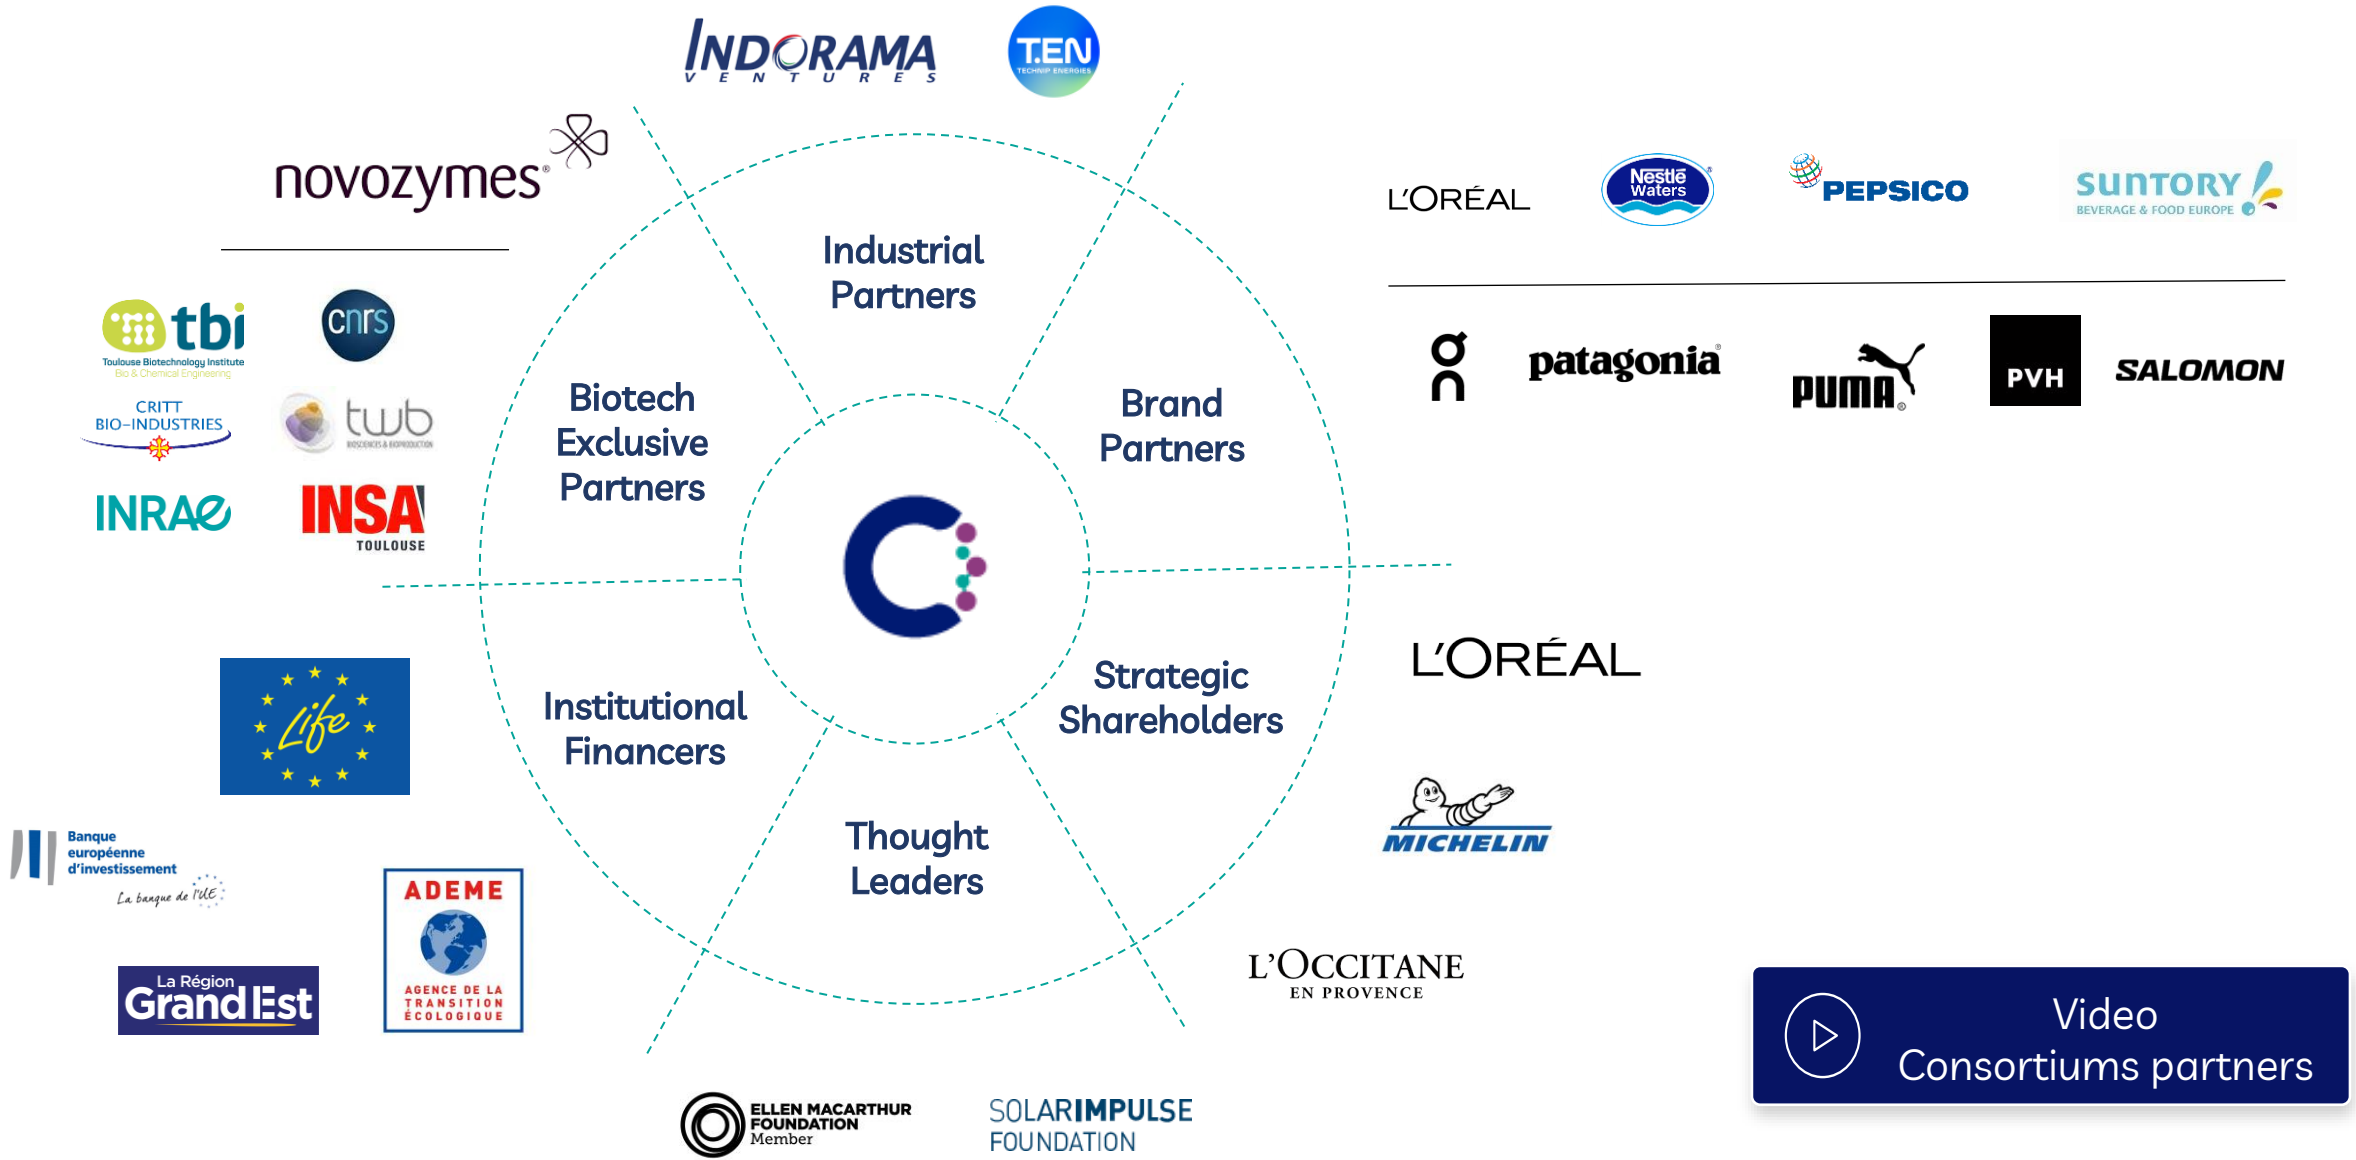 INDORAMA
VENTURES
T.EN
TECHNIP ENERGIES
novozymes®
tbi
Toulouse Biotechnology Institute
Bio & Chemical Engineering
cnrs
CRITT
BIO-INDUSTRIES
twb
BIOSCIENCES & BIOPRODUCTION
INRAE
INSA
TOULOUSE
Industrial
Partners
Biotech
Exclusive
Partners
Brand
Partners
Institutional
Financers
Strategic
Shareholders
Thought
Leaders
L'ORÉAL
Nestlē
Waters
®
PEPSICO
SUNTORY
BEVERAGE & FOOD EUROPE
on
patagonia®
PUMA®
PVH
SALOMON
L'ORÉAL
MICHELIN
L'OCCITANE
EN PROVENCE
Life
Banque
européenne
d'investissement
La banque de l'UE
ADEME
AGENCE DE LA
TRANSITION
ÉCOLOGIQUE
La Région
Grand Est
ELLEN MACARTHUR
FOUNDATION
Member
SOLARIMPULSE
FOUNDATION
Video
Consortiums partners